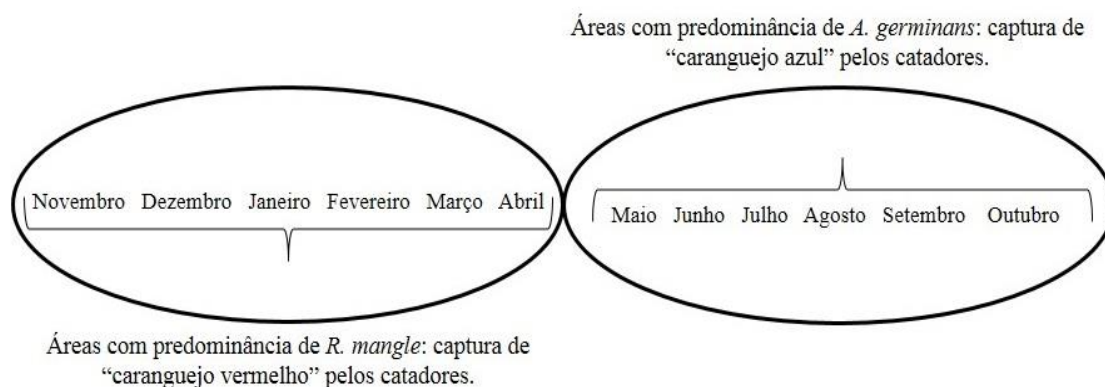 Áreas com predominância de A. germinans: captura de
“caranguejo azul” pelos catadores.
Novembro Dezembro Janeiro Fevereiro Março Abril
Maio Junho Julho Agosto Setembro Outubro
Áreas com predominância de R. mangle: captura de
“caranguejo vermelho” pelos catadores.